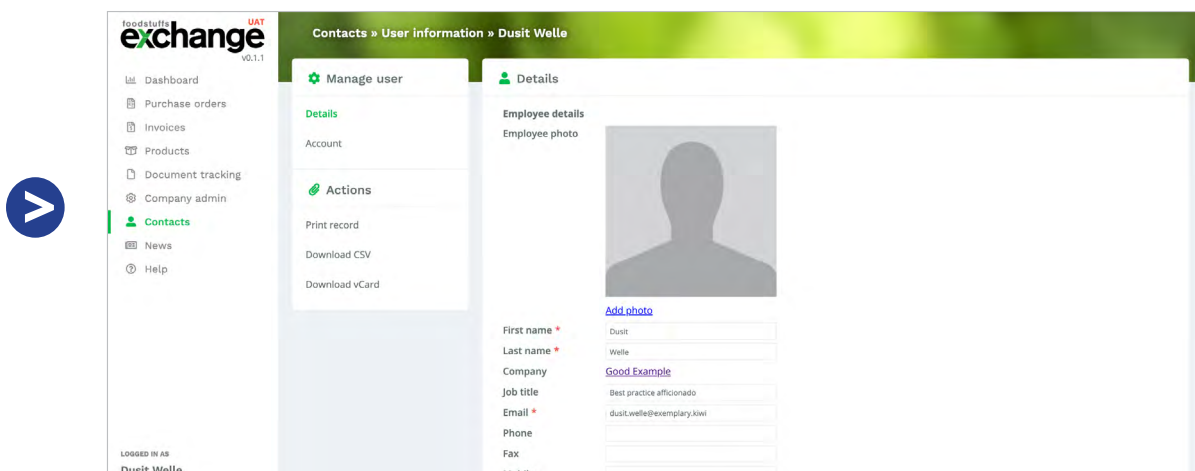 foodstuffs UAT
exchange
v0.1.1
Contacts » User information » Dusit Welle
Dashboard
Purchase orders
Invoices
Products
Document tracking
Company admin
Contacts
News
Help
LOGGED IN AS
Dusit Welle
Manage user
Details
Account
Actions
Print record
Download CSV
Download vCard
Details
Employee details
Employee photo
Add photo
First name * Dusit
Last name * Welle
Company Good Example
Job title Best practice afficionado
Email * dusit.welle@exemplary.kiwi
Phone
Fax